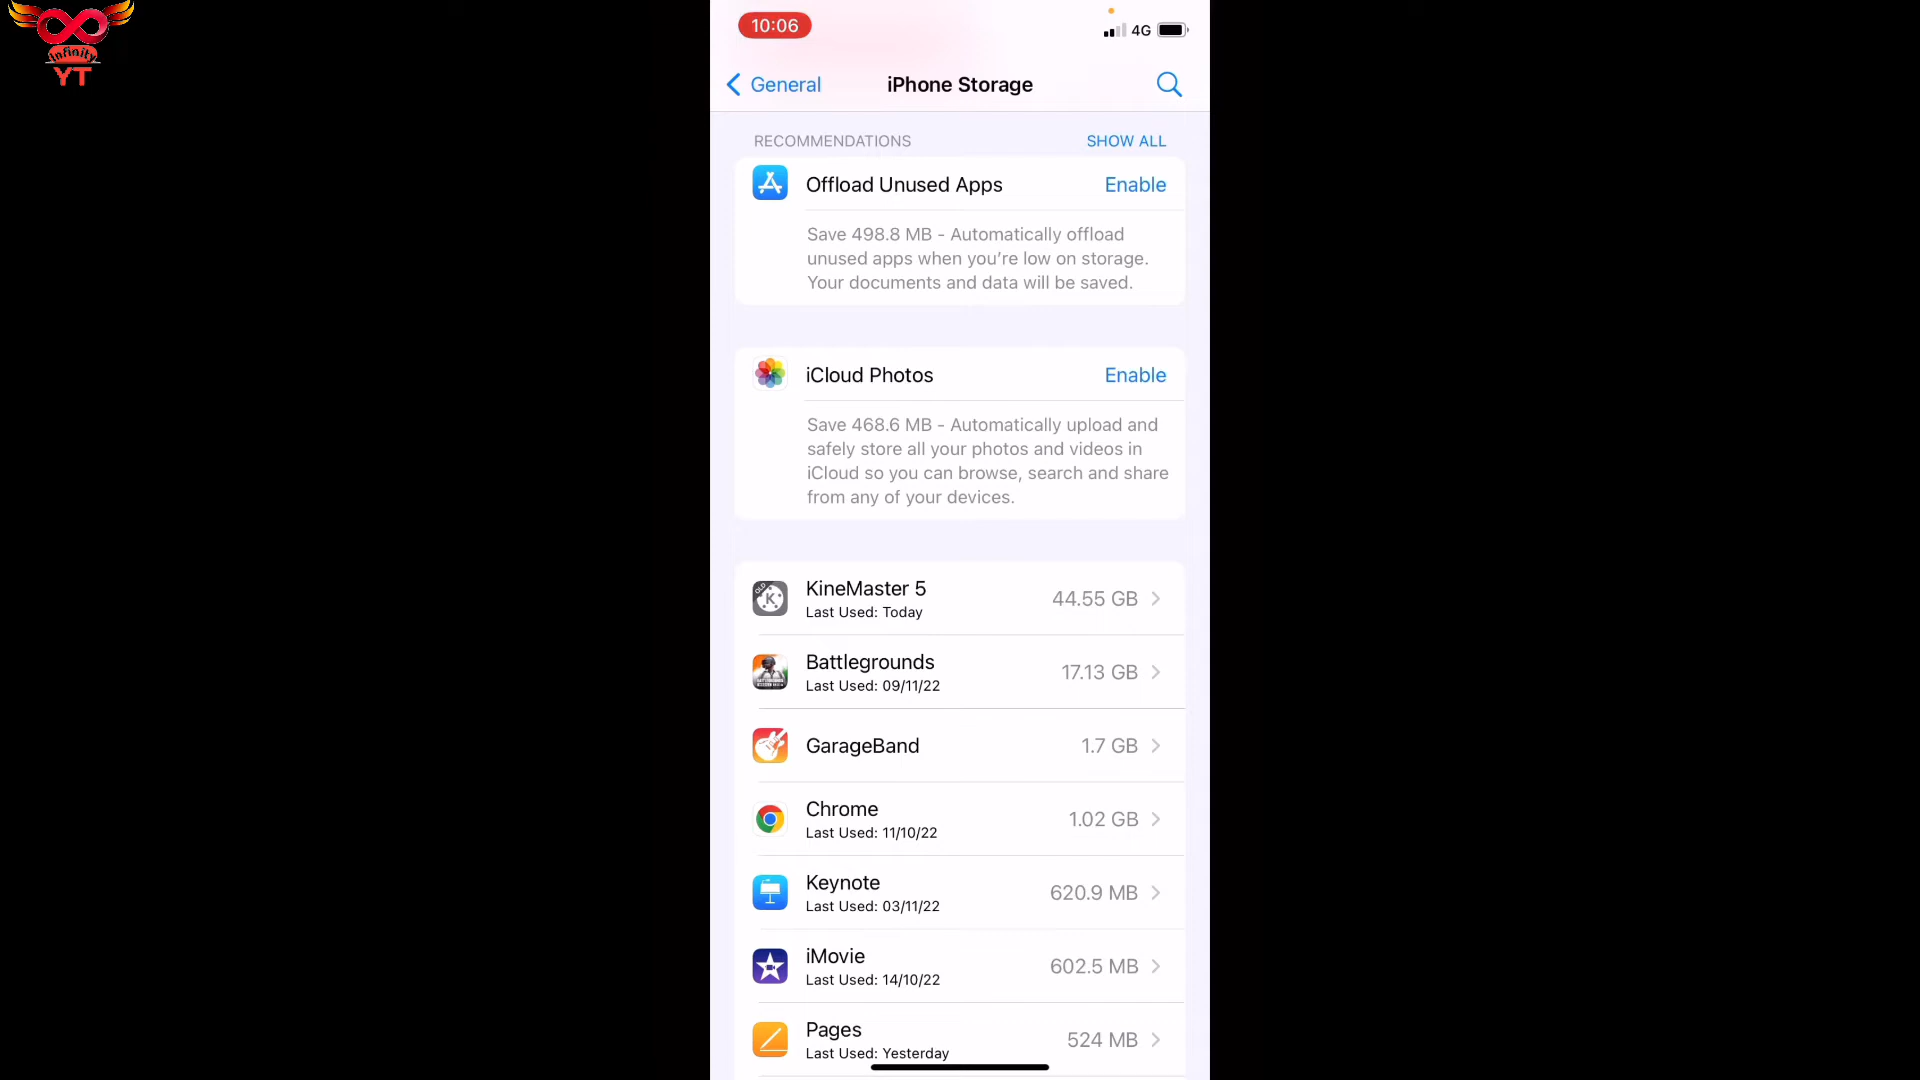 Infinity
YT
10:06
4G
General
iPhone Storage
RECOMMENDATIONS
SHOW ALL
Offload Unused Apps
Enable
Save 498.8 MB - Automatically offload
unused apps when you’re low on storage.
Your documents and data will be saved.
iCloud Photos
Enable
Save 468.6 MB - Automatically upload and
safely store all your photos and videos in
iCloud so you can browse, search and share
from any of your devices.
KineMaster 5
Last Used: Today
44.55 GB
Battlegrounds
Last Used: 09/11/22
17.13 GB
GarageBand
1.7 GB
Chrome
Last Used: 11/10/22
1.02 GB
Keynote
Last Used: 03/11/22
620.9 MB
iMovie
Last Used: 14/10/22
602.5 MB
Pages
Last Used: Yesterday
524 MB